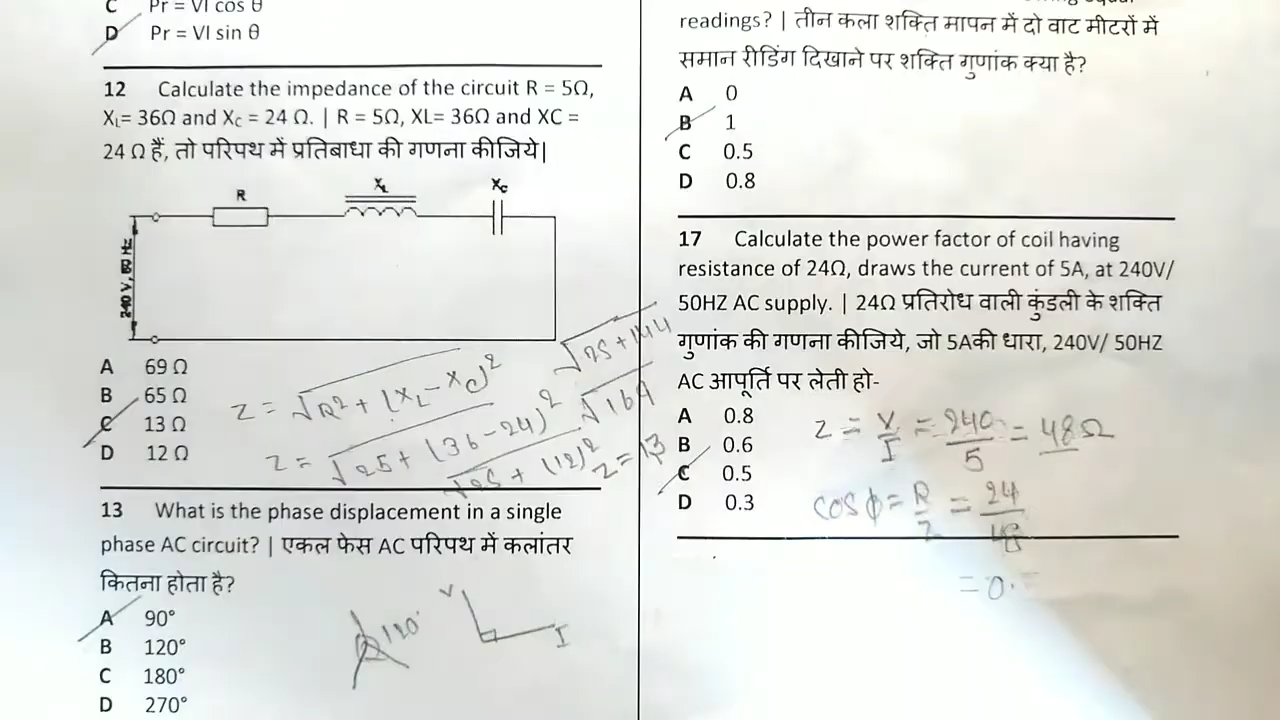 C Pr = VI cos θ
D Pr = VI sin θ
12 Calculate the impedance of the circuit R = 5Ω,
XL= 36Ω and XC = 24 Ω. | R = 5Ω, XL= 36Ω and XC =
24 Ω हैं, तो परिपथ में प्रतिबाधा की गणना कीजिये|
R XL XC
240 V,
A 69 Ω
B 65 Ω
C 13 Ω
D 12 Ω
Z = √R² + (XL - XC)²
Z = √25 + (36-24)²
√25 + (12)²
√25+144
√169
Z = 13
13 What is the phase displacement in a single
phase AC circuit? | एकल फेस AC परिपथ में कलांतर
कितना होता है?
A 90°
B 120°
C 180°
D 270°
120°
V
I
readings? | तीन कला शक्ति मापन में दो वाट मीटरों में
समान रीडिंग दिखाने पर शक्ति गुणांक क्या है?
A 0
B 1
C 0.5
D 0.8
17 Calculate the power factor of coil having
resistance of 24Ω, draws the current of 5A, at 240V/
50HZ AC supply. | 24Ω प्रतिरोध वाली कुंडली के शक्ति
गुणांक की गणना कीजिये, जो 5Aकी धारा, 240V/ 50HZ
AC आपूर्ति पर लेती हो-
A 0.8
B 0.6
C 0.5
D 0.3
Z = V/I = 240/5 = 48Ω
cos ϕ = R/Z = 24/48
= 0.